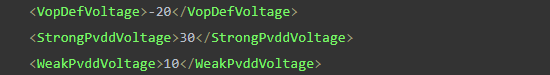 <VopDefVoltage>-20</VopDefVoltage>
<StrongPvddVoltage>30</StrongPvddVoltage>
<WeakPvddVoltage>10</WeakPvddVoltage>